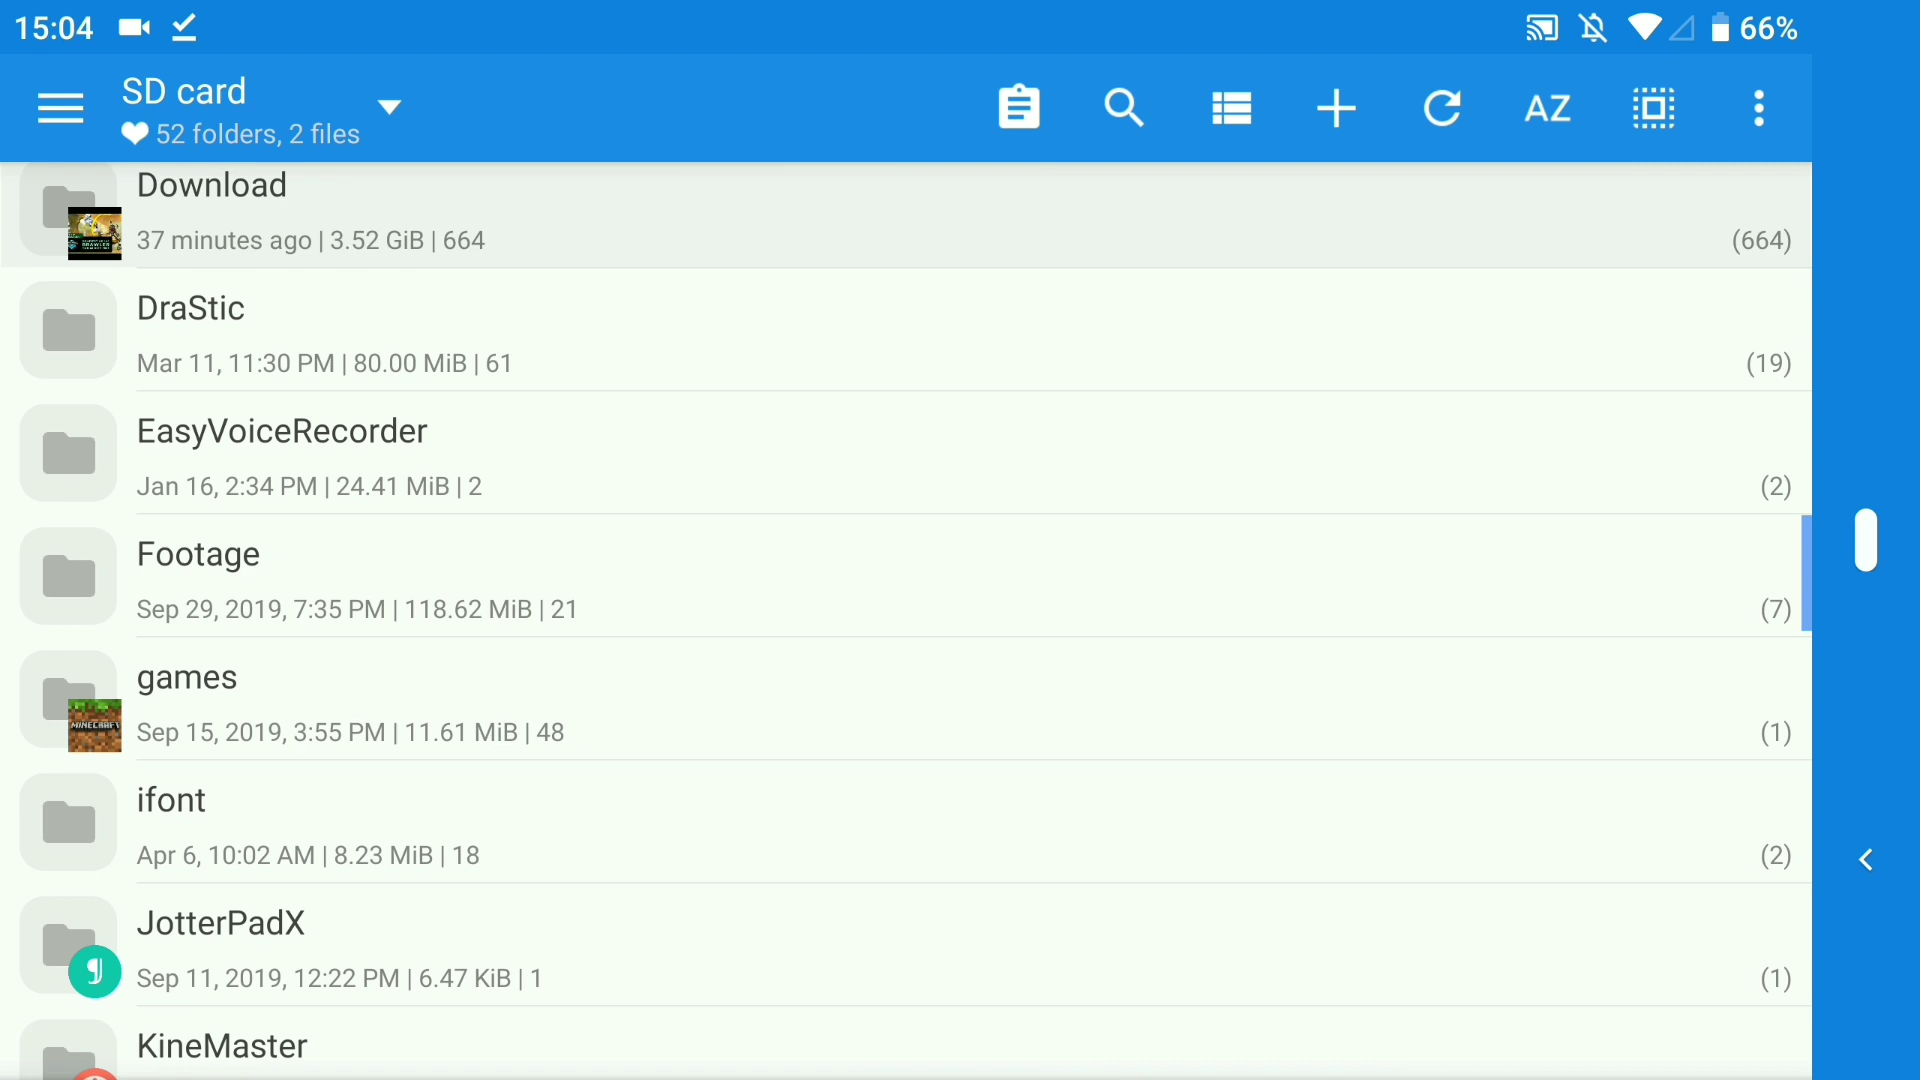 15:04
66%
SD card
52 folders, 2 files
AZ
Download
37 minutes ago | 3.52 GiB | 664
(664)
DraStic
Mar 11, 11:30 PM | 80.00 MiB | 61
(19)
EasyVoiceRecorder
Jan 16, 2:34 PM | 24.41 MiB | 2
(2)
Footage
Sep 29, 2019, 7:35 PM | 118.62 MiB | 21
(7)
games
MINECRAFT
Sep 15, 2019, 3:55 PM | 11.61 MiB | 48
(1)
ifont
Apr 6, 10:02 AM | 8.23 MiB | 18
(2)
JotterPadX
Sep 11, 2019, 12:22 PM | 6.47 KiB | 1
(1)
KineMaster